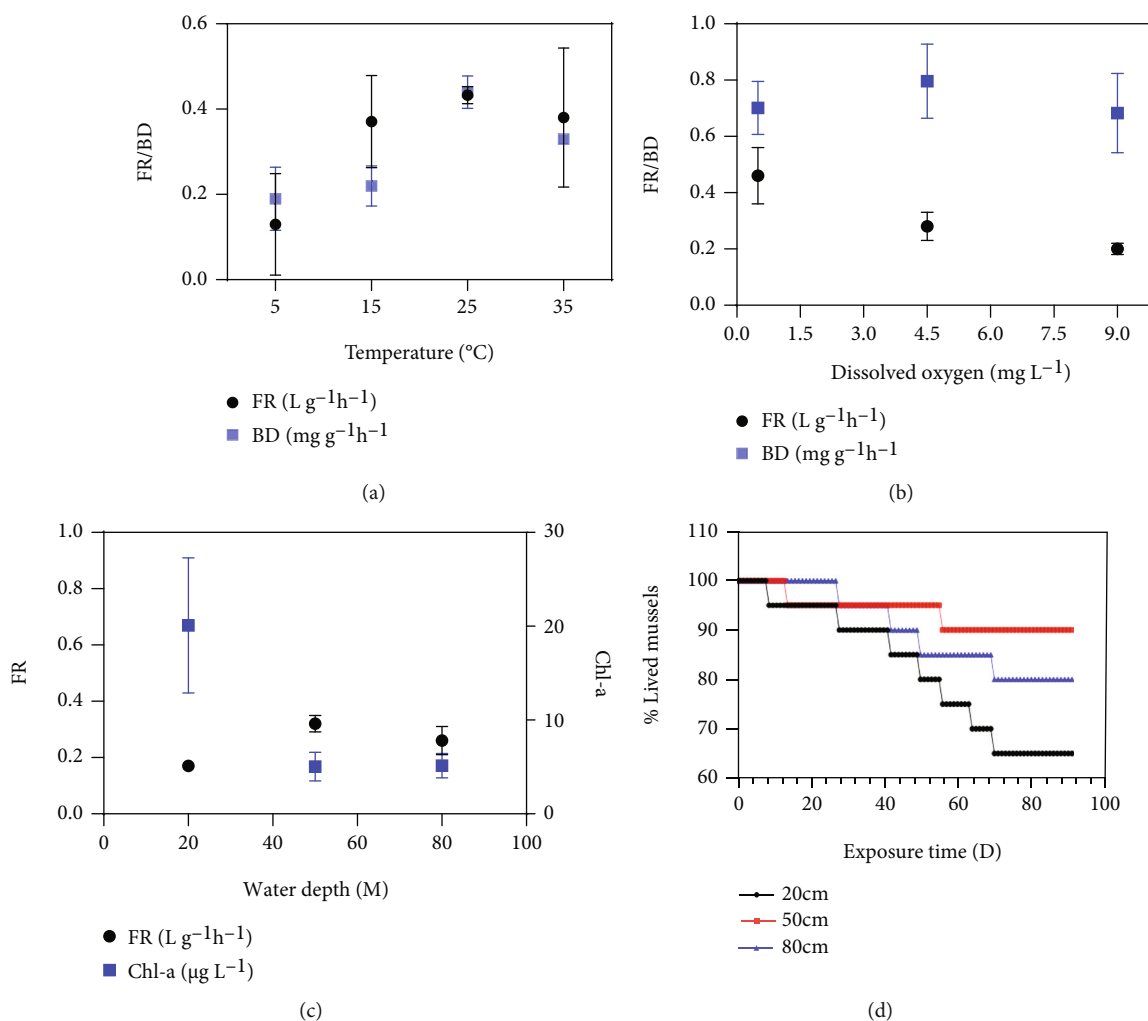 0.6
0.4
0.2
0.0
FR/BD
5 15 25 35
Temperature (°C)
FR (L g⁻¹h⁻¹)
BD (mg g⁻¹h⁻¹
(a)
1.0
0.8
0.6
0.4
0.2
0.0
FR/BD
0.0 1.5 3.0 4.5 6.0 7.5 9.0
Dissolved oxygen (mg L⁻¹)
FR (L g⁻¹h⁻¹)
BD (mg g⁻¹h⁻¹
(b)
1.0
0.8
0.6
0.4
0.2
0.0
FR
30
20
10
0
Chl-a
0 20 40 60 80 100
Water depth (M)
FR (L g⁻¹h⁻¹)
Chl-a (µg L⁻¹)
(c)
110
100
90
80
70
60
% Lived mussels
0 20 40 60 80 100
Exposure time (D)
20cm
50cm
80cm
(d)